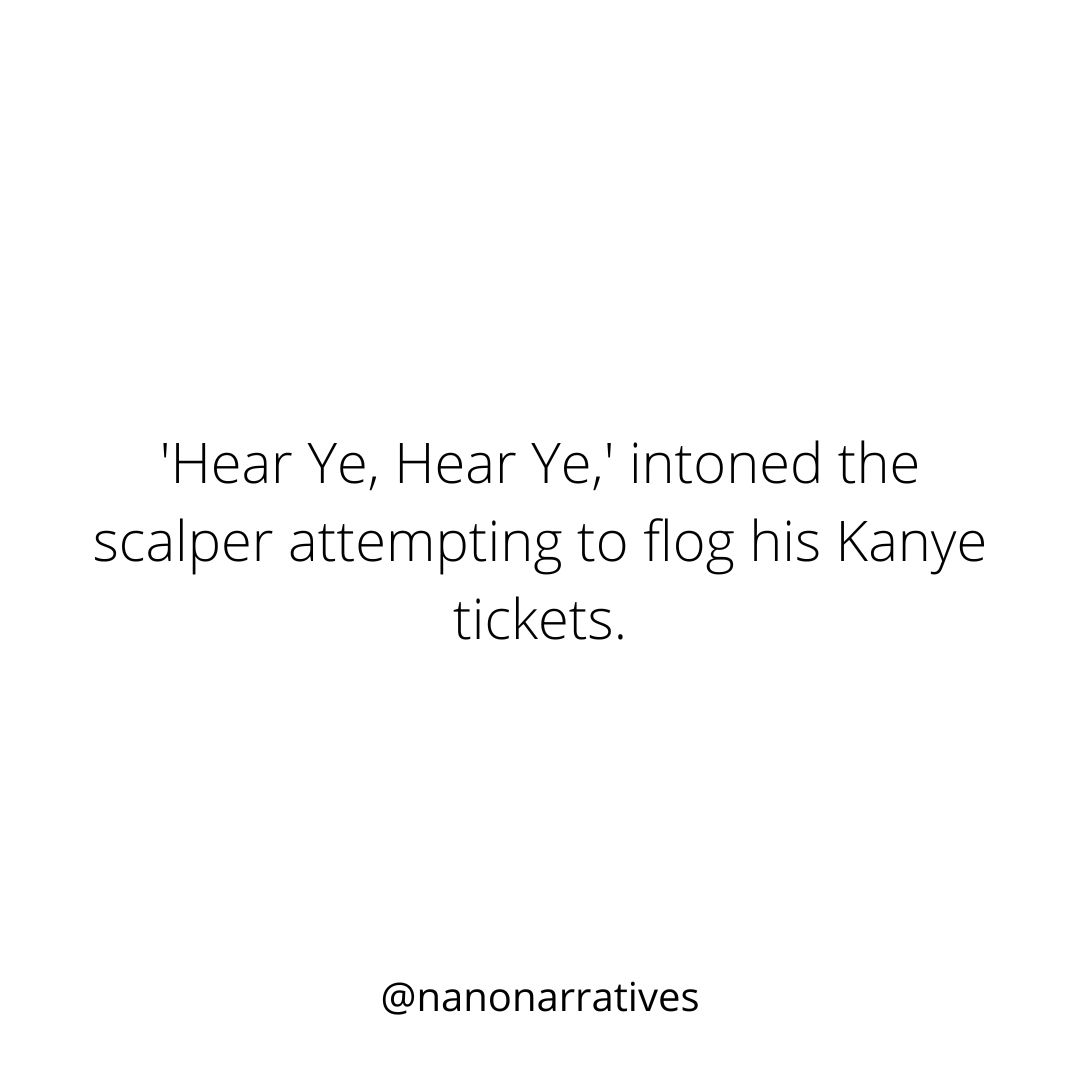 'Hear Ye, Hear Ye,' intoned the
scalper attempting to flog his Kanye
tickets.
@nanonarratives